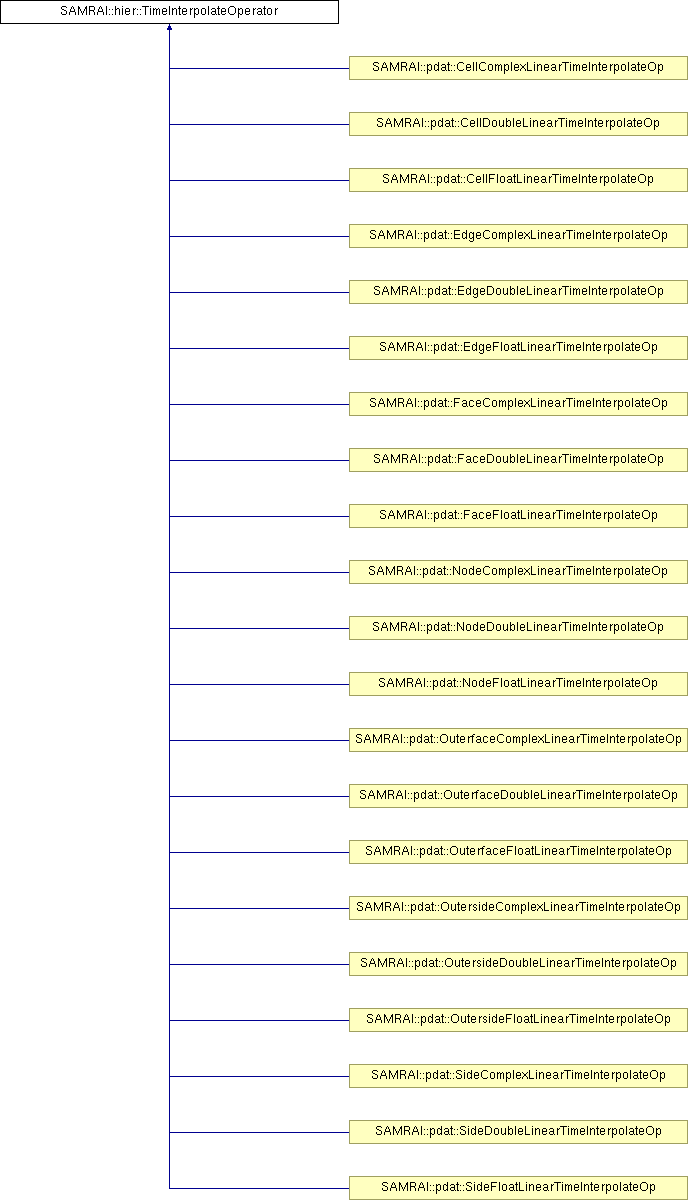 SAMRAI::hier::TimeInterpolateOperator
SAMRAI::pdat::CellComplexLinearTimeInterpolateOp
SAMRAI::pdat::CellDoubleLinearTimeInterpolateOp
SAMRAI::pdat::CellFloatLinearTimeInterpolateOp
SAMRAI::pdat::EdgeComplexLinearTimeInterpolateOp
SAMRAI::pdat::EdgeDoubleLinearTimeInterpolateOp
SAMRAI::pdat::EdgeFloatLinearTimeInterpolateOp
SAMRAI::pdat::FaceComplexLinearTimeInterpolateOp
SAMRAI::pdat::FaceDoubleLinearTimeInterpolateOp
SAMRAI::pdat::FaceFloatLinearTimeInterpolateOp
SAMRAI::pdat::NodeComplexLinearTimeInterpolateOp
SAMRAI::pdat::NodeDoubleLinearTimeInterpolateOp
SAMRAI::pdat::NodeFloatLinearTimeInterpolateOp
SAMRAI::pdat::OuterfaceComplexLinearTimeInterpolateOp
SAMRAI::pdat::OuterfaceDoubleLinearTimeInterpolateOp
SAMRAI::pdat::OuterfaceFloatLinearTimeInterpolateOp
SAMRAI::pdat::OutersideComplexLinearTimeInterpolateOp
SAMRAI::pdat::OutersideDoubleLinearTimeInterpolateOp
SAMRAI::pdat::OutersideFloatLinearTimeInterpolateOp
SAMRAI::pdat::SideComplexLinearTimeInterpolateOp
SAMRAI::pdat::SideDoubleLinearTimeInterpolateOp
SAMRAI::pdat::SideFloatLinearTimeInterpolateOp